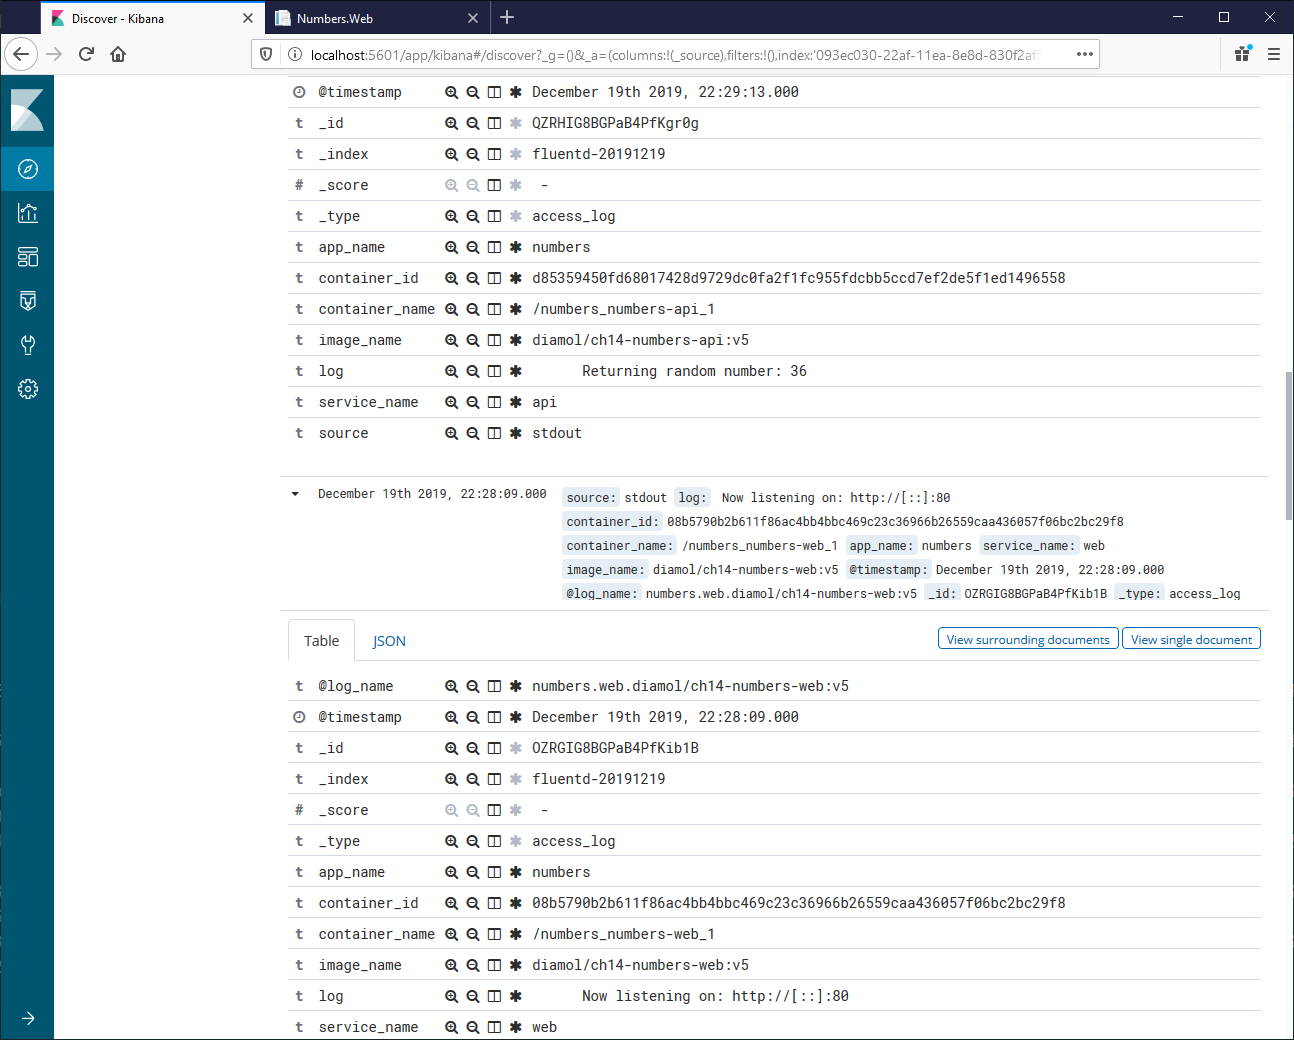 Discover - Kibana
Numbers.Web
localhost:5601/app/kibana#/discover?_g=()&_a=(columns:!(_source),filters:!(),index:'093ec030-22af-11ea-8e8d-830f2af
@timestamp December 19th 2019, 22:29:13.000
t _id QZRHIG8BGPaB4PfKgr0g
t _index fluentd-20191219
# _score -
t _type access_log
t app_name numbers
t container_id d85359450fd68017428d9729dc0fa2f1fc955fdcbb5ccd7ef2de5f1ed1496558
t container_name /numbers_numbers-api_1
t image_name diamol/ch14-numbers-api:v5
t log Returning random number: 36
t service_name api
t source stdout
December 19th 2019, 22:28:09.000 source: stdout log: Now listening on: http://[::]:80
container_id: 08b5790b2b611f86ac4bb4bbc469c23c36966b26559caa436057f06bc2bc29f8
container_name: /numbers_numbers-web_1 app_name: numbers service_name: web
image_name: diamol/ch14-numbers-web:v5 @timestamp: December 19th 2019, 22:28:09.000
@log_name: numbers.web.diamol/ch14-numbers-web:v5 _id: OZRGIG8BGPaB4PfKib1B _type: access_log
Table JSON View surrounding documents View single document
t @log_name numbers.web.diamol/ch14-numbers-web:v5
@timestamp December 19th 2019, 22:28:09.000
t _id OZRGIG8BGPaB4PfKib1B
t _index fluentd-20191219
# _score -
t _type access_log
t app_name numbers
t container_id 08b5790b2b611f86ac4bb4bbc469c23c36966b26559caa436057f06bc2bc29f8
t container_name /numbers_numbers-web_1
t image_name diamol/ch14-numbers-web:v5
t log Now listening on: http://[::]:80
t service_name web